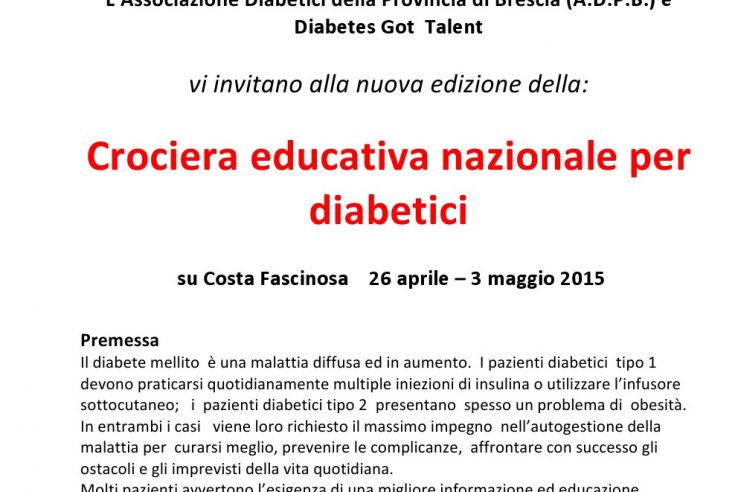 L'Associazione Diabetici della Provincia di Brescia (A.D.P.B.) e
Diabetes Got  Talent
vi invitano alla nuova edizione della:
Crociera educativa nazionale per
diabetici
su Costa Fascinosa    26 aprile – 3 maggio 2015
Premessa
Il diabete mellito  è una malattia diffusa ed in aumento.  I pazienti diabetici  tipo 1
devono praticarsi quotidianamente multiple iniezioni di insulina o utilizzare l’infusore
sottocutaneo;   i  pazienti diabetici tipo 2  presentano  spesso un problema di  obesità.
In entrambi i casi   viene loro richiesto il massimo impegno  nell’autogestione della
malattia per  curarsi meglio, prevenire le complicanze,  affrontare con successo gli
ostacoli e gli imprevisti della vita quotidiana.
Molti pazienti avvertono l’esigenza di una migliore informazione ed educazione